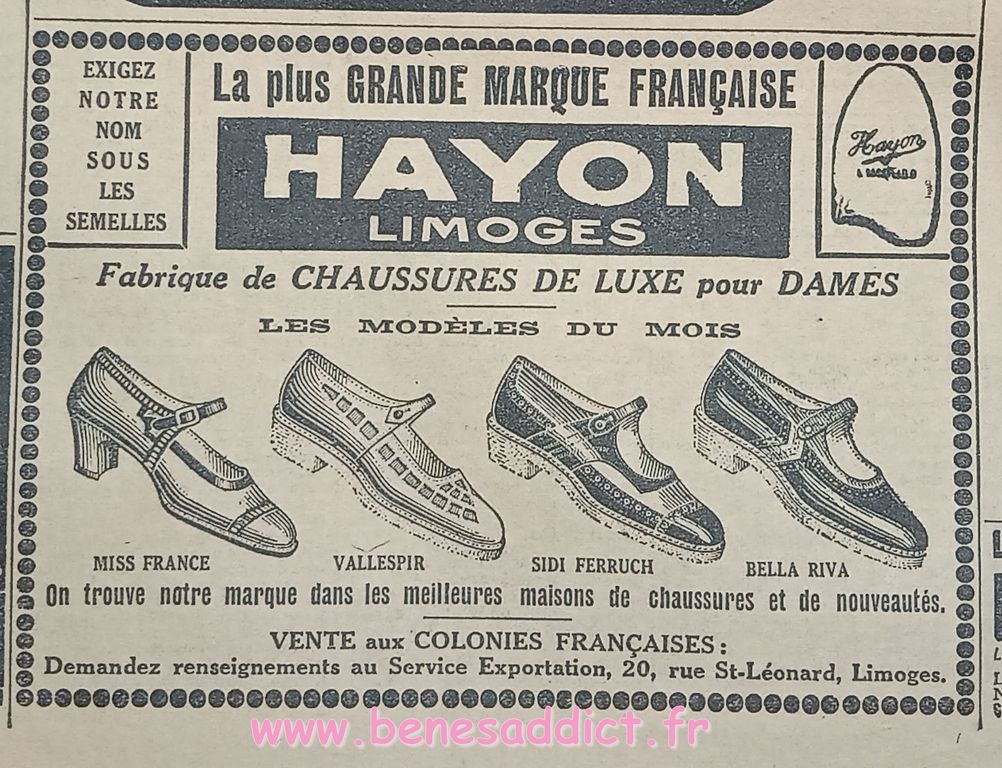 EXIGEZ
NOTRE
NOM
SOUS
LES
SEMELLES
La plus GRANDE MARQUE FRANÇAISE
HAYON
LIMOGES
Hayon
Fabrique de CHAUSSURES DE LUXE pour DAMES
LES MODÈLES DU MOIS
MISS FRANCE
VALLESPIR
SIDI FERRUCH
BELLA RIVA
On trouve notre marque dans les meilleures maisons de chaussures et de nouveautés.
VENTE aux COLONIES FRANÇAISES :
Demandez renseignements au Service Exportation, 20, rue St-Léonard, Limoges.
www.benesaddict.fr